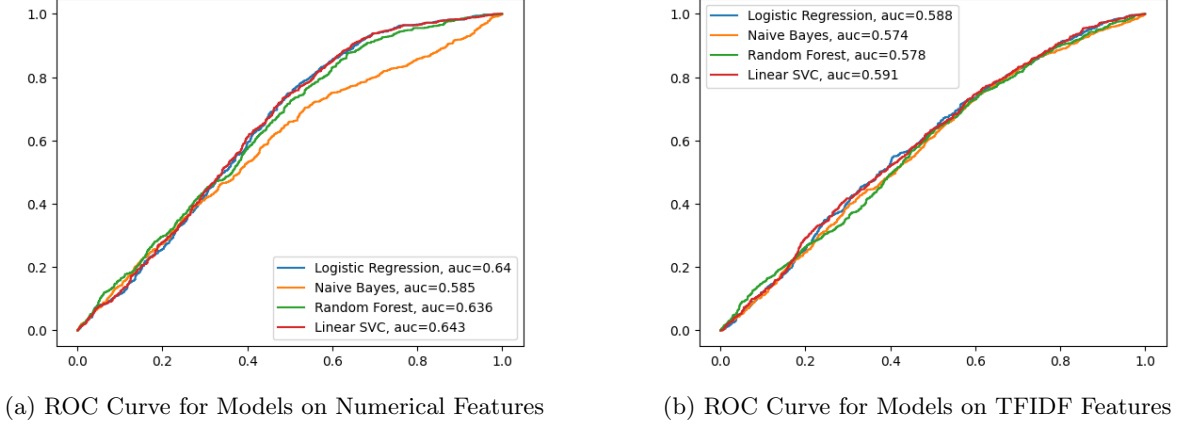 1.0
0.8
0.6
0.4
0.2
0.0
0.0 0.2 0.4 0.6 0.8 1.0
Logistic Regression, auc=0.64
Naive Bayes, auc=0.585
Random Forest, auc=0.636
Linear SVC, auc=0.643
(a) ROC Curve for Models on Numerical Features
1.0
0.8
0.6
0.4
0.2
0.0
0.0 0.2 0.4 0.6 0.8 1.0
Logistic Regression, auc=0.588
Naive Bayes, auc=0.574
Random Forest, auc=0.578
Linear SVC, auc=0.591
(b) ROC Curve for Models on TFIDF Features